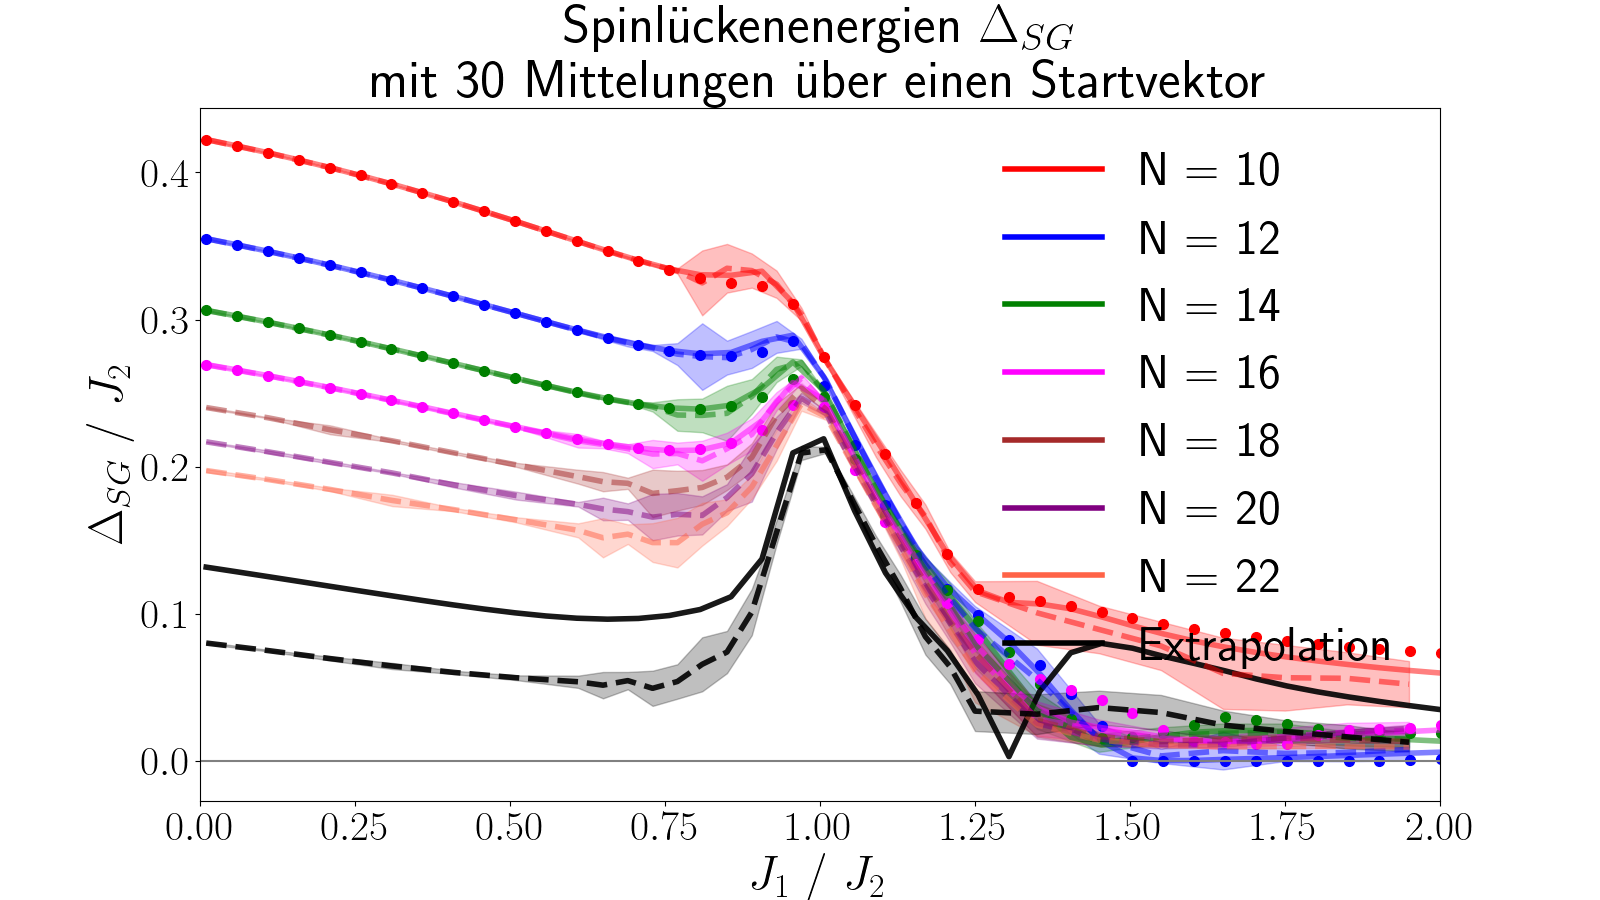 Spinlückenenergien Δ_SG
mit 30 Mittelungen über einen Startvektor
Δ_SG / J_2
0.4
0.3
0.2
0.1
0.0
N = 10
N = 12
N = 14
N = 16
N = 18
N = 20
N = 22
Extrapolation
0.00 0.25 0.50 0.75 1.00 1.25 1.50 1.75 2.00
J_1 / J_2